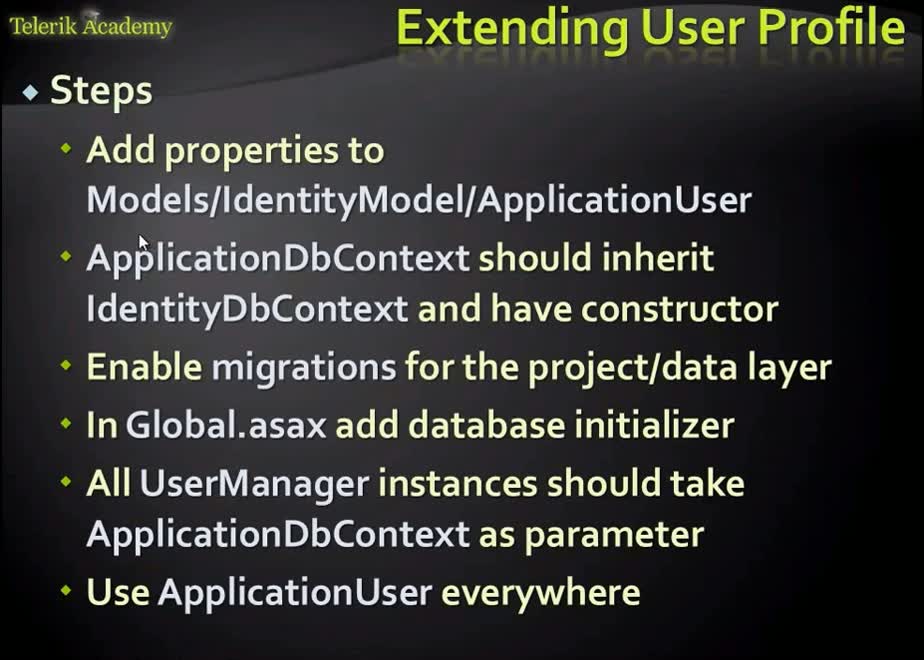 Telerik Academy
Extending User Profile
Steps
Add properties to
Models/IdentityModel/ApplicationUser
ApplicationDbContext should inherit
IdentityDbContext and have constructor
Enable migrations for the project/data layer
In Global.asax add database initializer
All UserManager instances should take
ApplicationDbContext as parameter
Use ApplicationUser everywhere